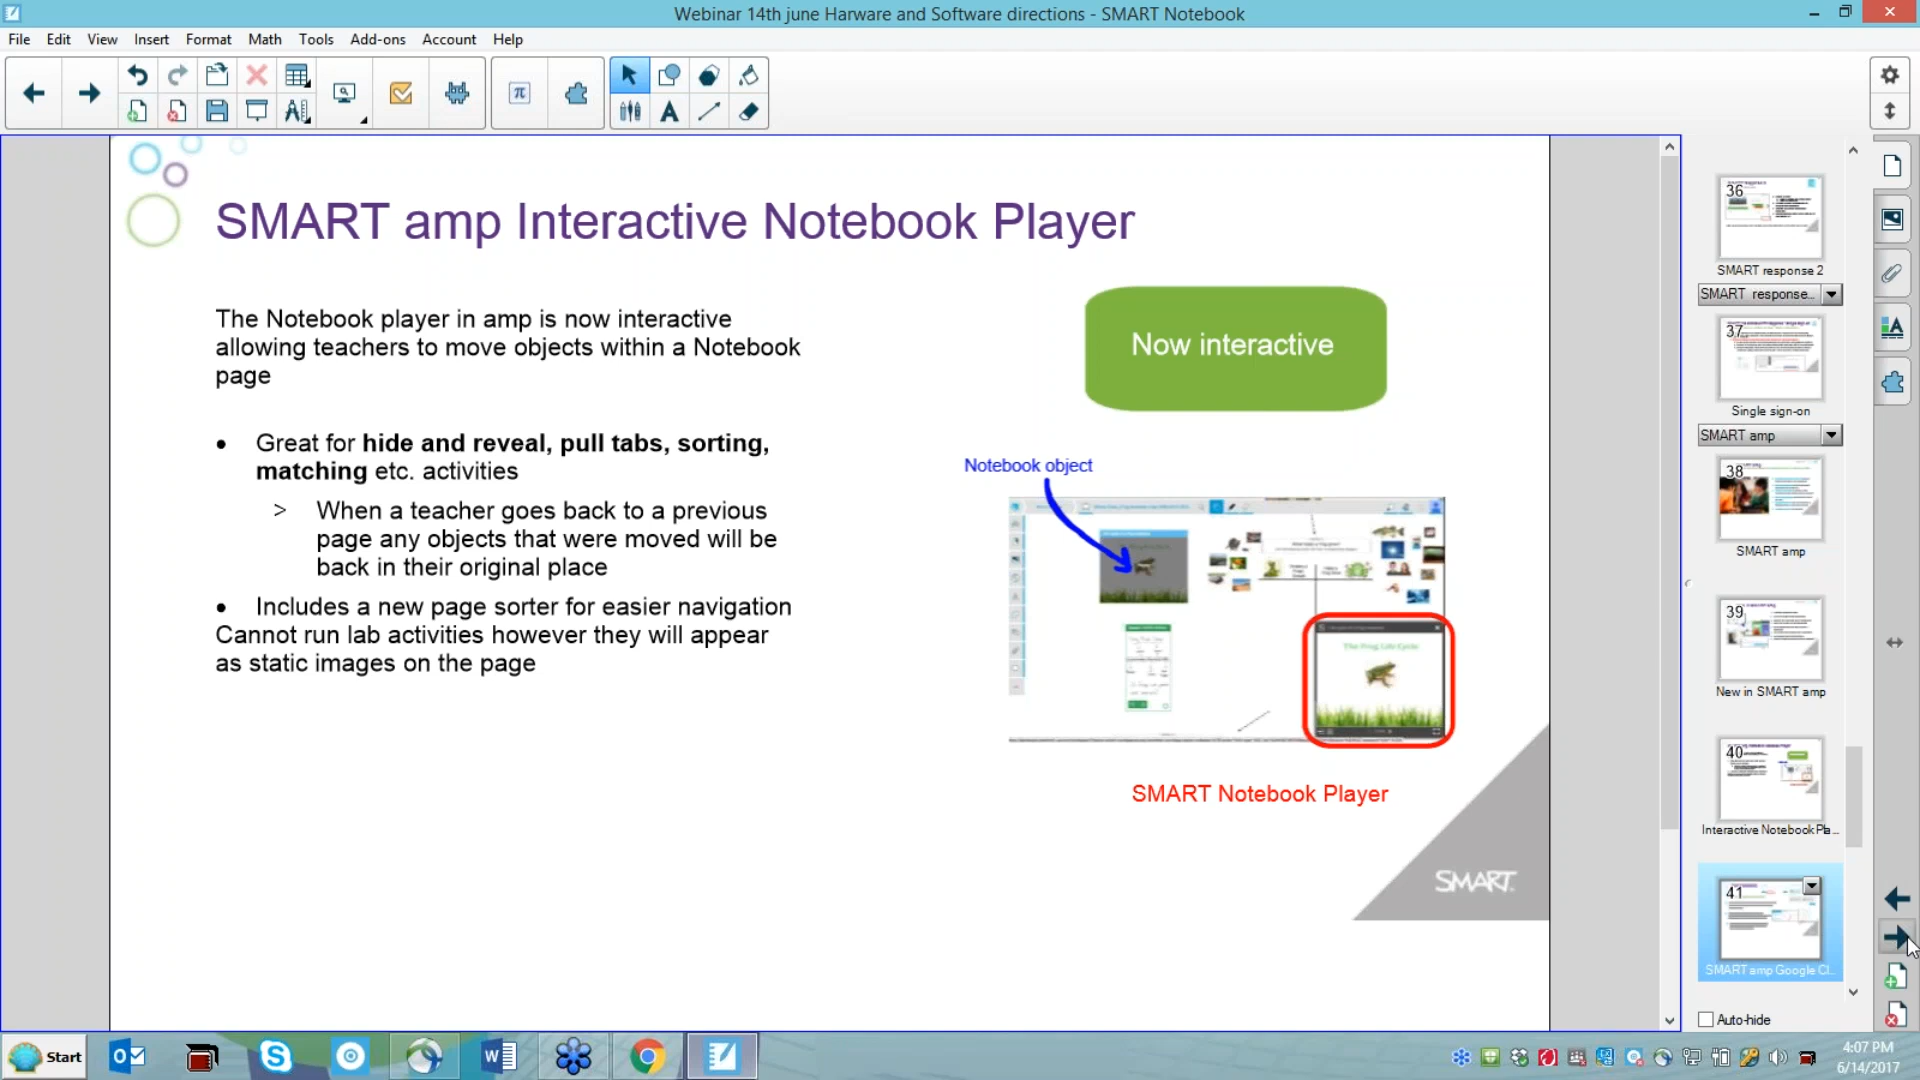 Webinar 14th june Harware and Software directions - SMART Notebook
File Edit View Insert Format Math Tools Add-ons Account Help
SMART amp Interactive Notebook Player
The Notebook player in amp is now interactive
allowing teachers to move objects within a Notebook
page
• Great for hide and reveal, pull tabs, sorting,
matching etc. activities
> When a teacher goes back to a previous
page any objects that were moved will be
back in their original place
• Includes a new page sorter for easier navigation
Cannot run lab activities however they will appear
as static images on the page
Now interactive
Notebook object
The Frog Life Cycle
SMART Notebook Player
SMART
36
SMART response 2
SMART response...
37
Single sign-on
SMART amp
38
SMART amp
39
New in SMART amp
40
Interactive Notebook Pla...
41
SMART amp Google Cl...
Auto-hide
Start
4:07 PM
6/14/2017